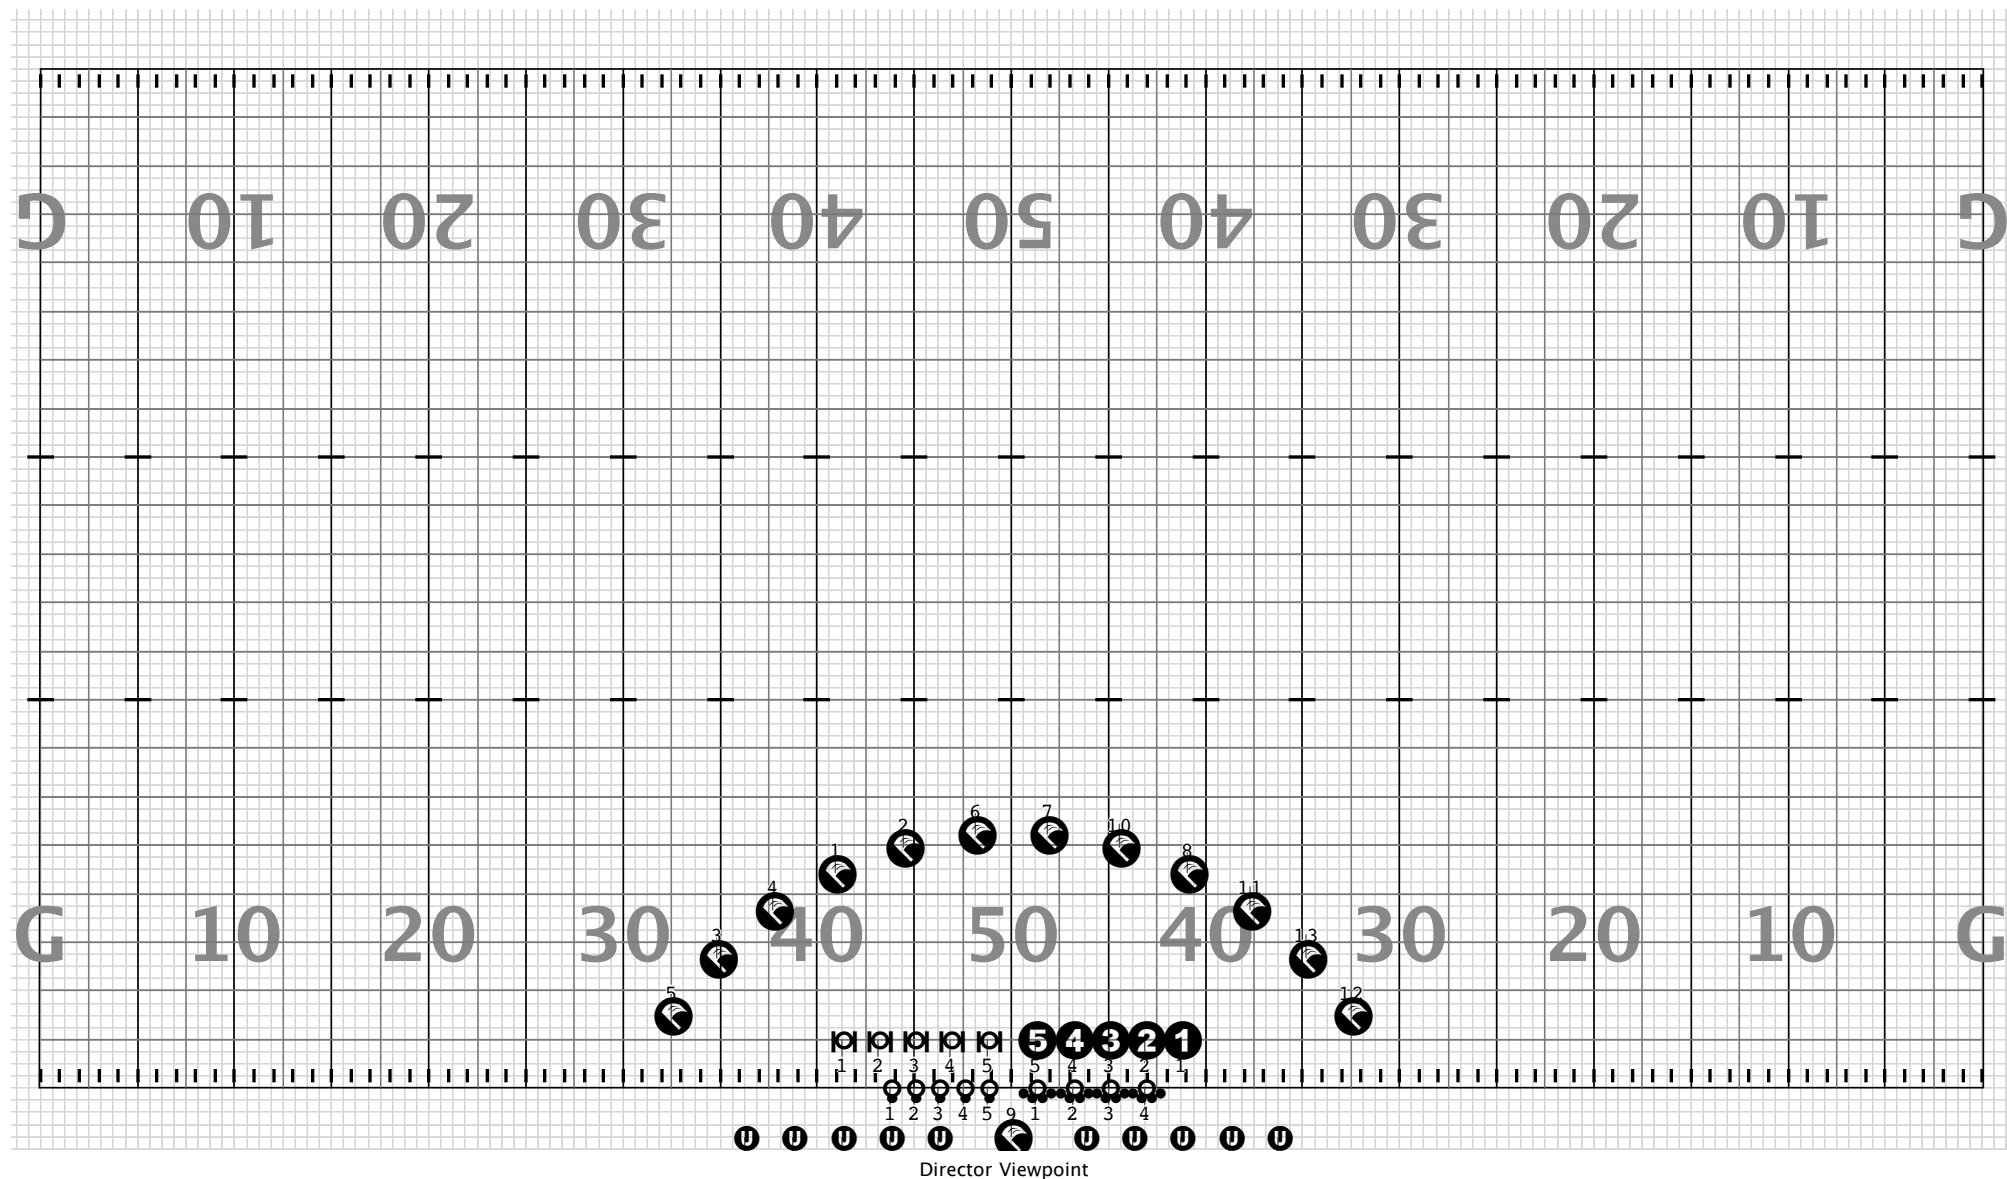 G 10 20 30 40 50 40 30 20 10 G
6 7
2 10
1 8
4 11
G 10 20 30 40 50 40 30 20 10 G
3 13
5 12
5 4 3 2 1
1 2 3 4 5 5 4 3 2 1
1 2 3 4 5 9 1 2 3 4
U U U U U U U U U U
Director Viewpoint